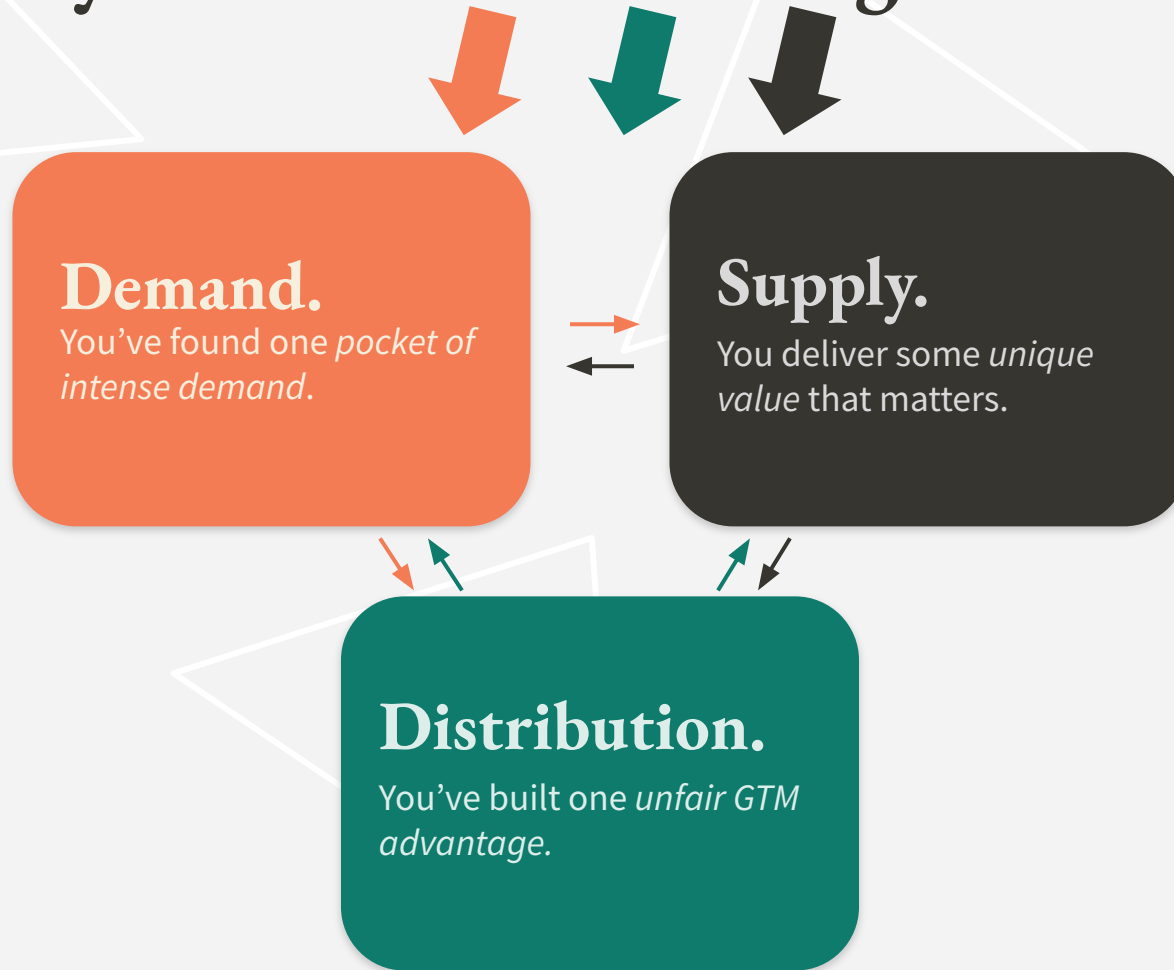 Demand.
You’ve found one pocket of
intense demand.
Supply.
You deliver some unique
value that matters.
Distribution.
You’ve built one unfair GTM
advantage.